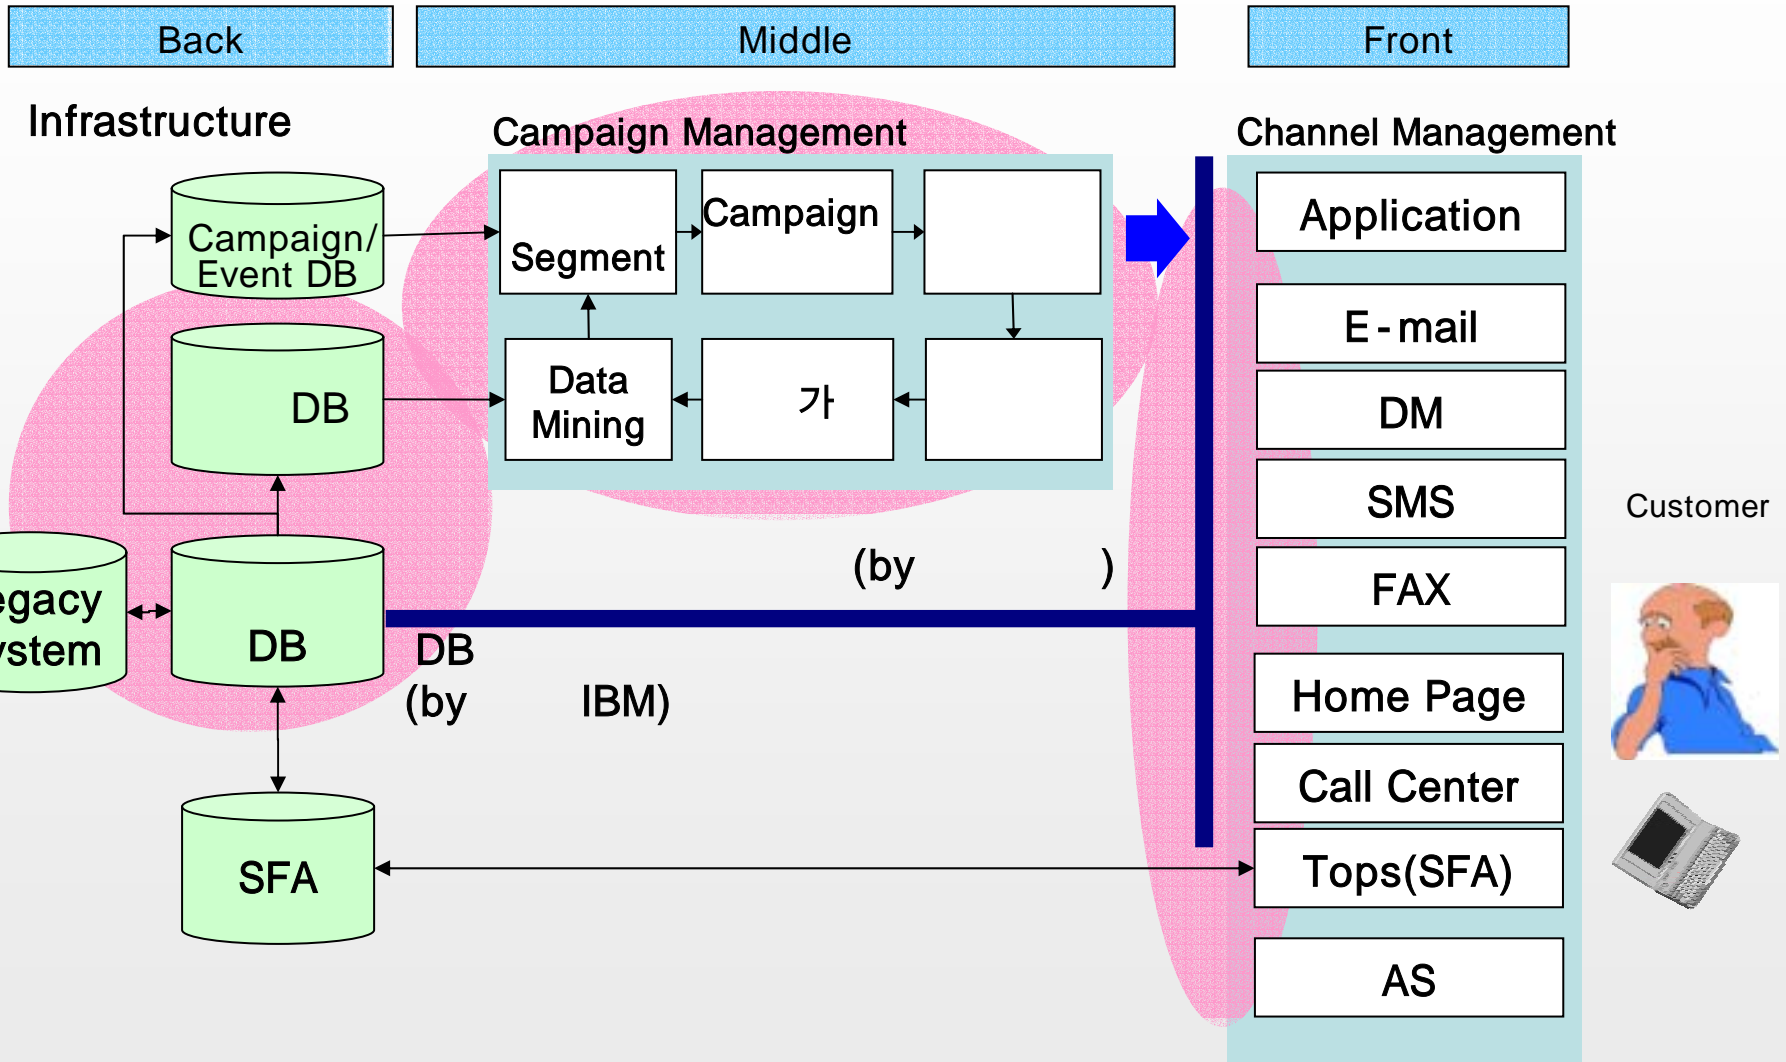 Back
Middle
Front
Infrastructure
Campaign Management
Channel Management
Campaign/
Event DB
Segment
Campaign
Application
E-mail
DB
Data
Mining
가
DM
SMS
Customer
(by )
FAX
egacy
ystem
DB
DB
(by IBM)
Home Page
Call Center
SFA
Tops(SFA)
AS